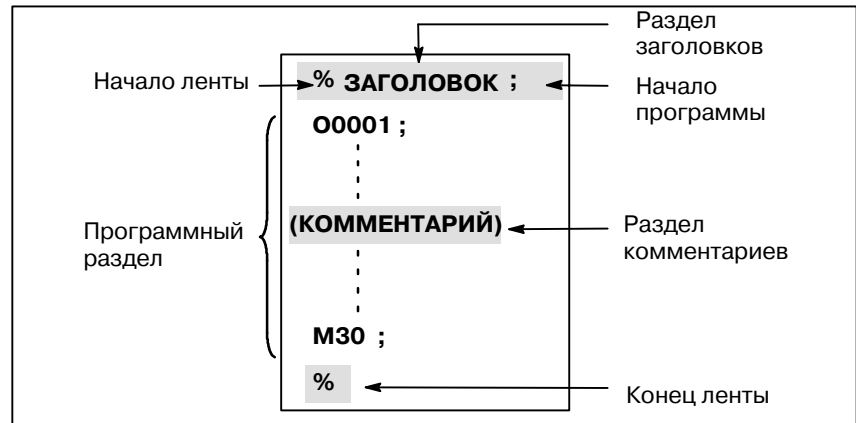 Раздел
заголовков
Начало ленты
% ЗАГОЛОВОК ;
Начало
программы
O0001 ;
Программный
раздел
(КОММЕНТАРИЙ)
Раздел
комментариев
M30 ;
%
Конец ленты